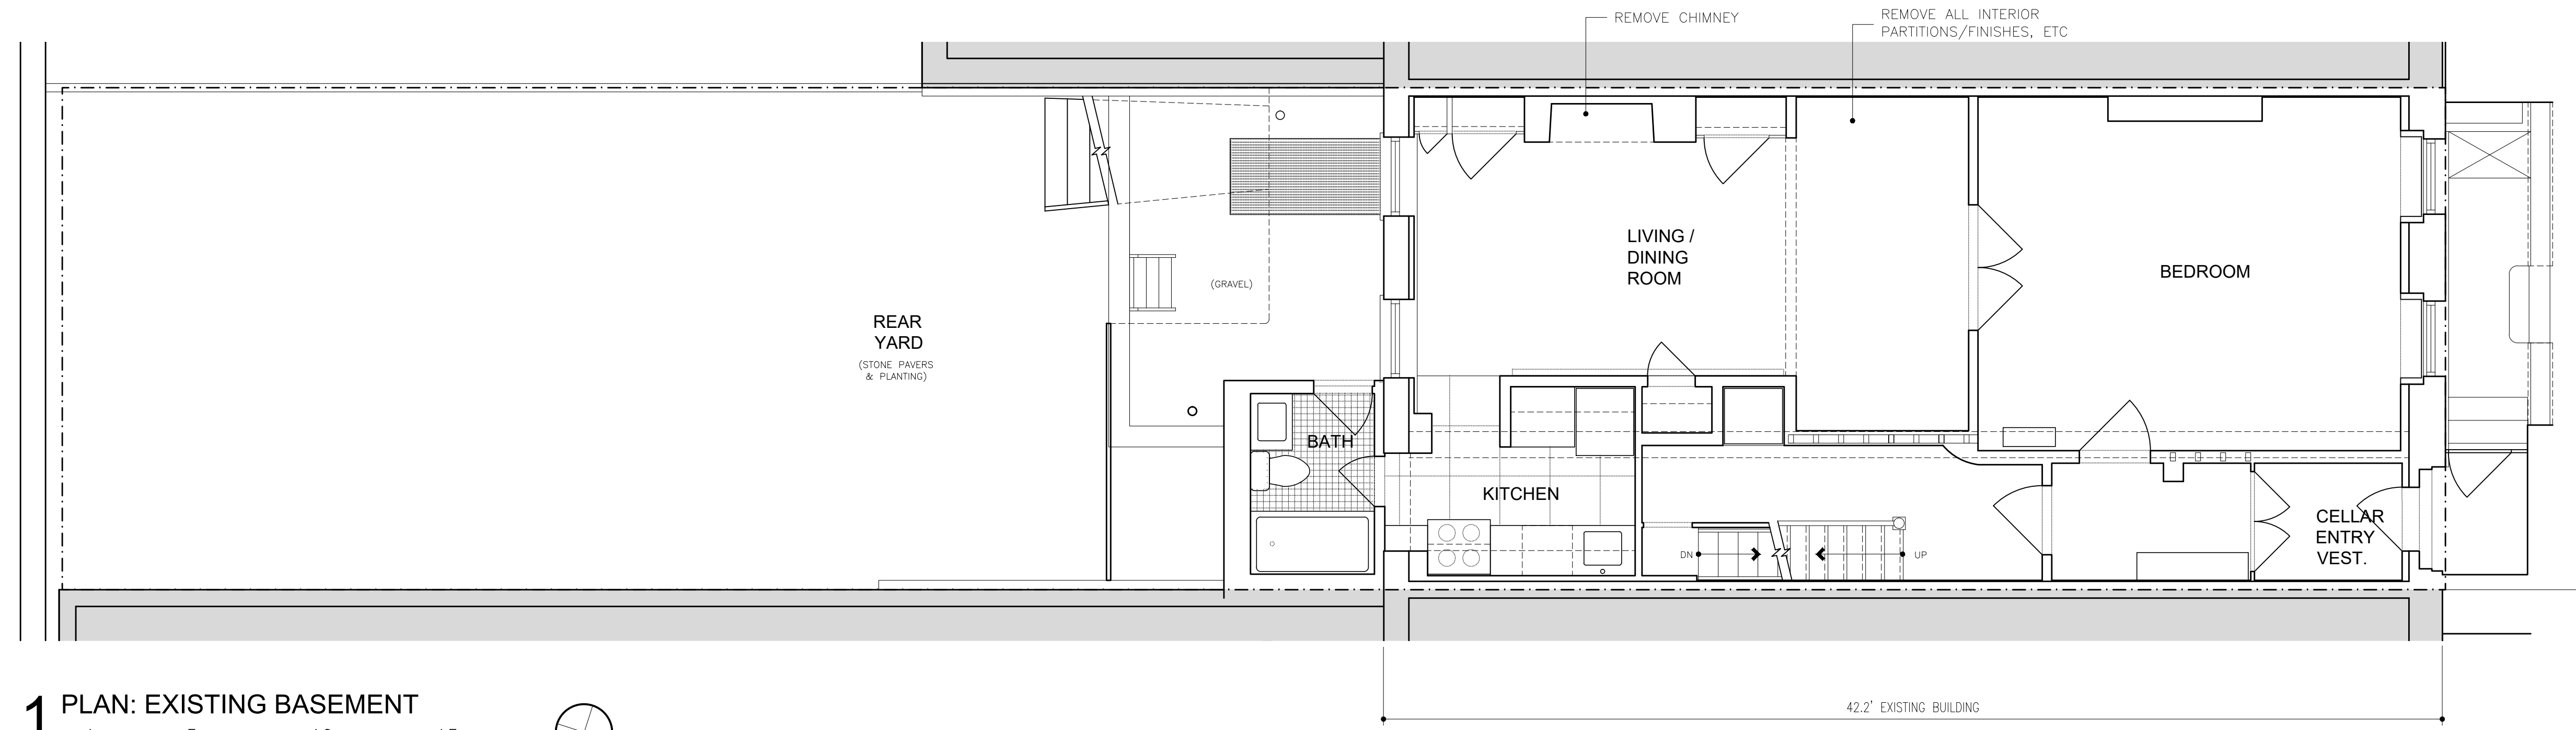 REMOVE CHIMNEY
REMOVE ALL INTERIOR
PARTITIONS/FINISHES, ETC
LIVING /
DINING
ROOM
BEDROOM
(GRAVEL)
REAR
YARD
(STONE PAVERS
& PLANTING)
BATH
KITCHEN
CELLAR
ENTRY
VEST.
DN
UP
42.2' EXISTING BUILDING
1 PLAN: EXISTING BASEMENT